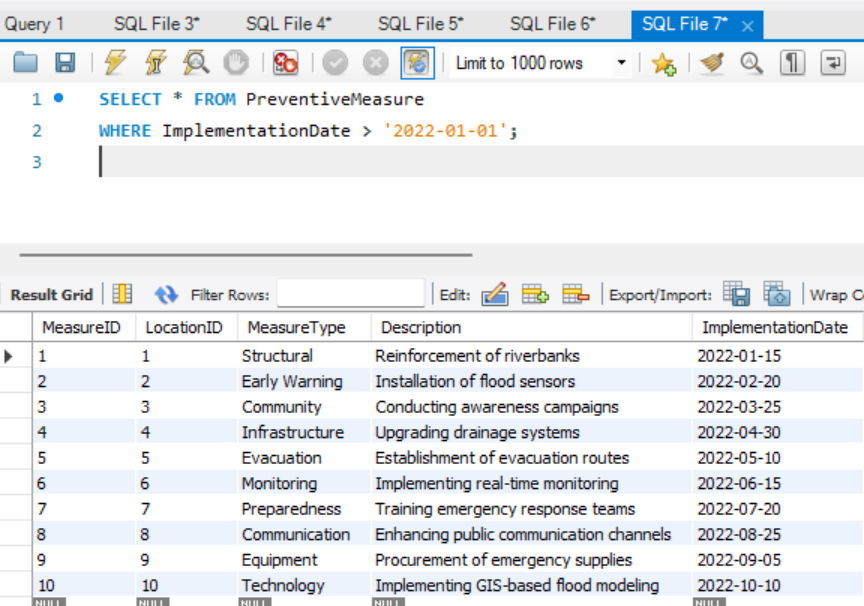 Query 1 SQL File 3* SQL File 4* SQL File 5* SQL File 6* SQL File 7* ×
Limit to 1000 rows
1 SELECT * FROM PreventiveMeasure
2 WHERE ImplementationDate > '2022-01-01';
3
Result Grid Filter Rows: Edit: Export/Import: Wrap C
MeasureID LocationID MeasureType Description ImplementationDate
1 1 Structural Reinforcement of riverbanks 2022-01-15
2 2 Early Warning Installation of flood sensors 2022-02-20
3 3 Community Conducting awareness campaigns 2022-03-25
4 4 Infrastructure Upgrading drainage systems 2022-04-30
5 5 Evacuation Establishment of evacuation routes 2022-05-10
6 6 Monitoring Implementing real-time monitoring 2022-06-15
7 7 Preparedness Training emergency response teams 2022-07-20
8 8 Communication Enhancing public communication channels 2022-08-25
9 9 Equipment Procurement of emergency supplies 2022-09-05
10 10 Technology Implementing GIS-based flood modeling 2022-10-10
NULL NULL NULL NULL NULL